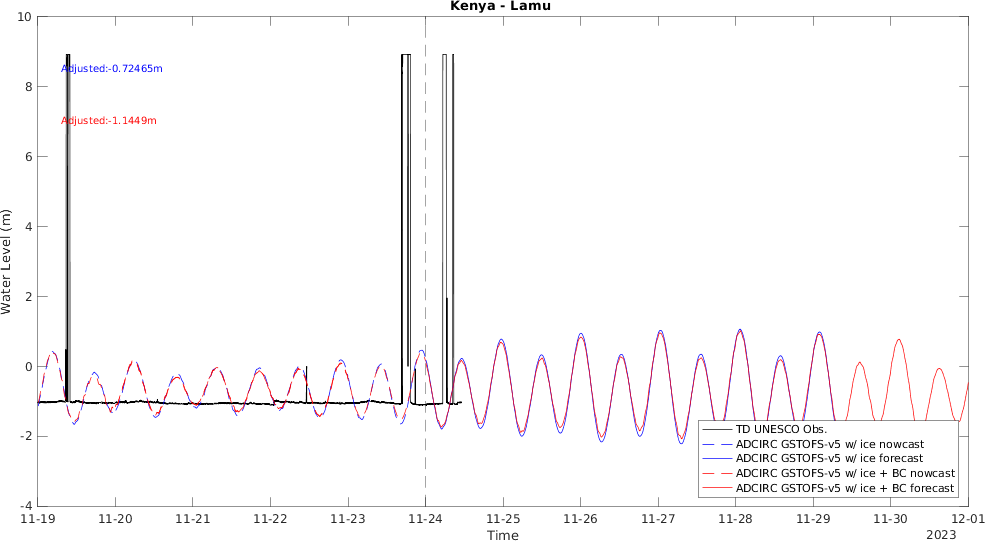 Kenya - Lamu
10
8
6
4
2
0
-2
-4
Water Level (m)
Adjusted:-0.72465m
Adjusted:-1.1449m
TD UNESCO Obs.
ADCIRC GSTOFS-v5 w/ ice nowcast
ADCIRC GSTOFS-v5 w/ ice forecast
ADCIRC GSTOFS-v5 w/ ice + BC nowcast
ADCIRC GSTOFS-v5 w/ ice + BC forecast
11-19 11-20 11-21 11-22 11-23 11-24 11-25 11-26 11-27 11-28 11-29 11-30 12-01
Time
2023